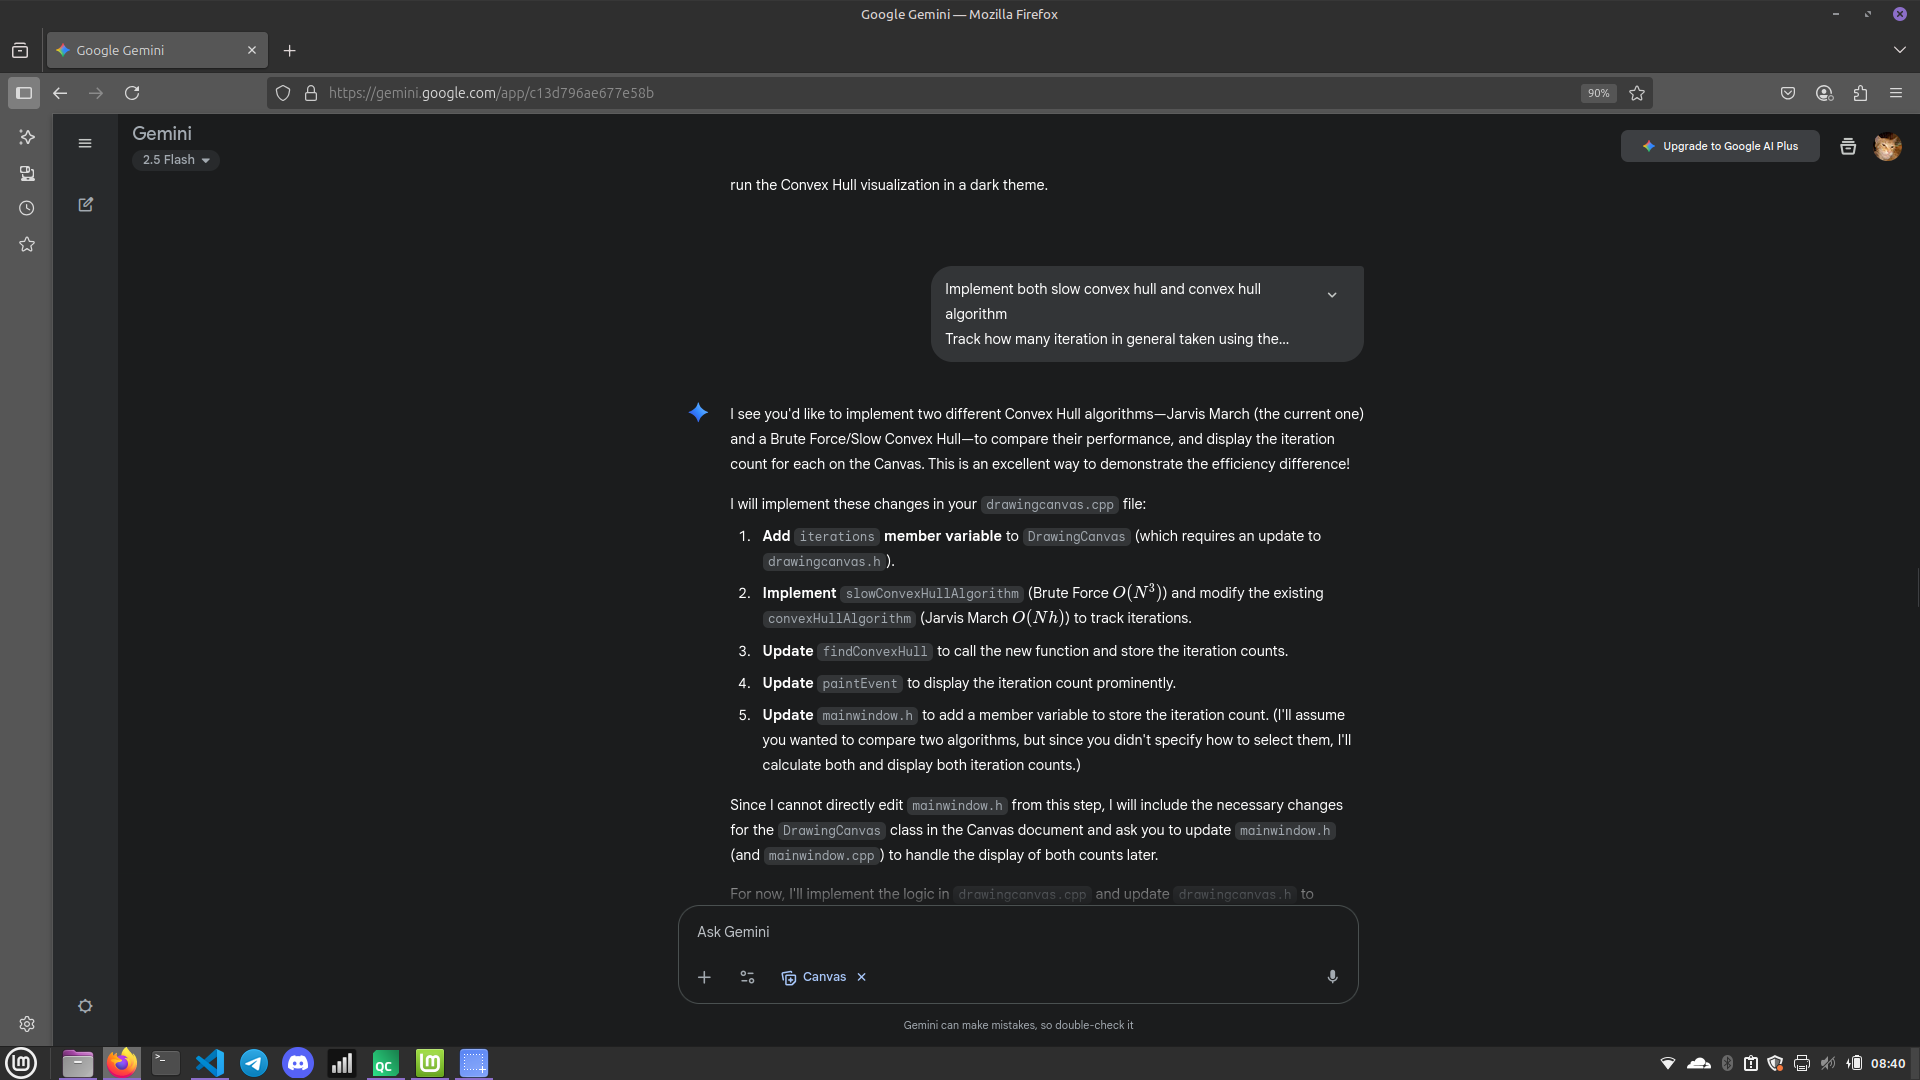 Google Gemini — Mozilla Firefox
Google Gemini
https://gemini.google.com/app/c13d796ae677e58b
90%
Gemini
2.5 Flash
Upgrade to Google AI Plus
run the Convex Hull visualization in a dark theme.
Implement both slow convex hull and convex hull
algorithm
Track how many iteration in general taken using the...
I see you'd like to implement two different Convex Hull algorithms—Jarvis March (the current one)
and a Brute Force/Slow Convex Hull—to compare their performance, and display the iteration
count for each on the Canvas. This is an excellent way to demonstrate the efficiency difference!
I will implement these changes in your drawingcanvas.cpp file:
1. Add iterations member variable to DrawingCanvas (which requires an update to
drawingcanvas.h ).
2. Implement slowConvexHullAlgorithm (Brute Force O(N³)) and modify the existing
convexHullAlgorithm (Jarvis March O(Nh)) to track iterations.
3. Update findConvexHull to call the new function and store the iteration counts.
4. Update paintEvent to display the iteration count prominently.
5. Update mainwindow.h to add a member variable to store the iteration count. (I'll assume
you wanted to compare two algorithms, but since you didn't specify how to select them, I'll
calculate both and display both iteration counts.)
Since I cannot directly edit mainwindow.h from this step, I will include the necessary changes
for the DrawingCanvas class in the Canvas document and ask you to update mainwindow.h
(and mainwindow.cpp ) to handle the display of both counts later.
For now, I'll implement the logic in drawingcanvas.cpp and update drawingcanvas.h to
Ask Gemini
Canvas
Gemini can make mistakes, so double-check it
QC
08:40